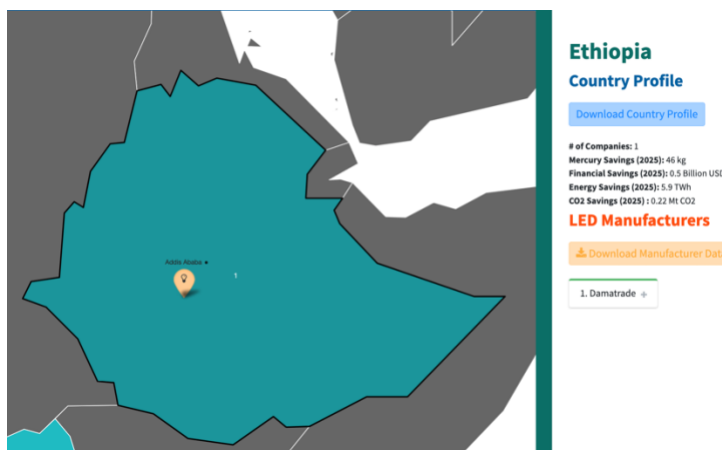 Ethiopia
Country Profile
Download Country Profile
# of Companies: 1
Mercury Savings (2025): 46 kg
Financial Savings (2025): 0.5 Billion USD
Energy Savings (2025): 5.9 TWh
CO2 Savings (2025) : 0.22 Mt CO2
LED Manufacturers
Download Manufacturer Dat
1. Damatrade +
Addis Ababa
1